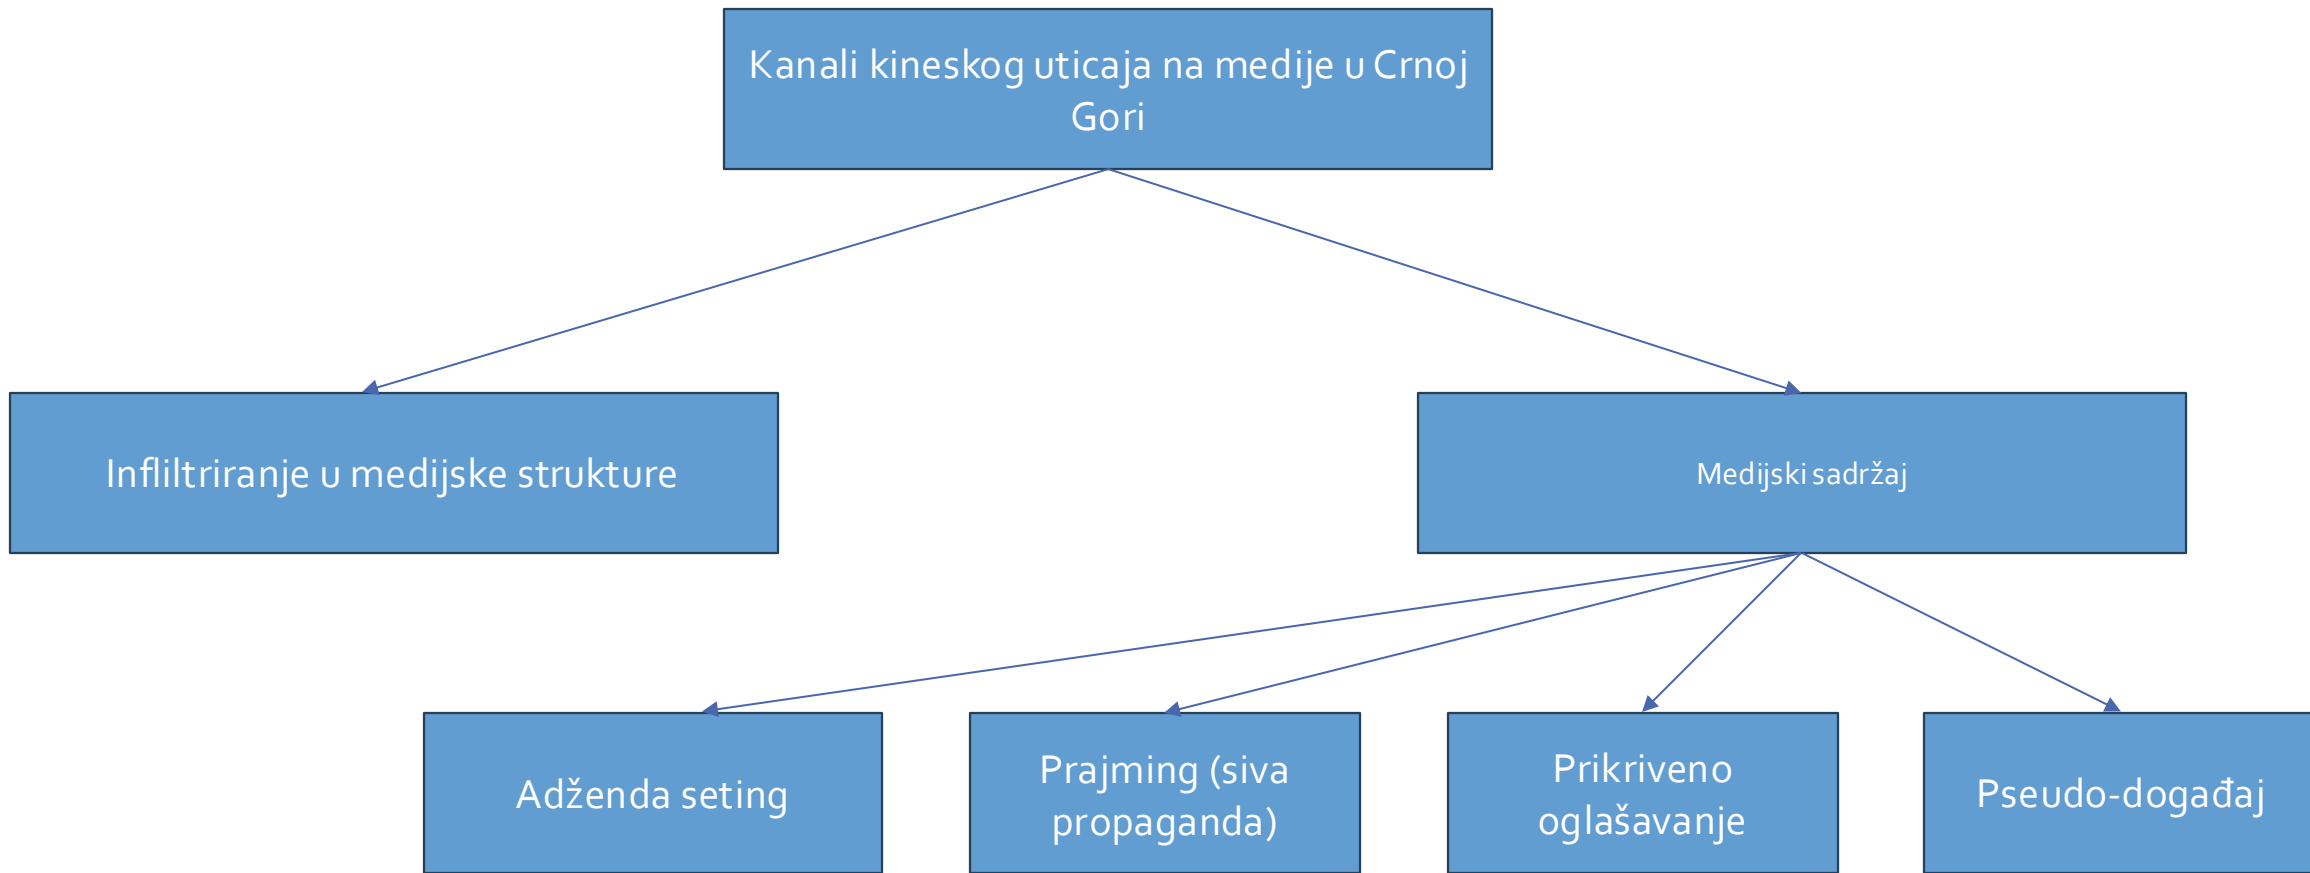 Kanali kineskog uticaja na medije u Crnoj
Gori
Infliltriranje u medijske strukture
Medijski sadržaj
Adženda seting
Prajming (siva
propaganda)
Prikriveno
oglašavanje
Pseudo-događaj